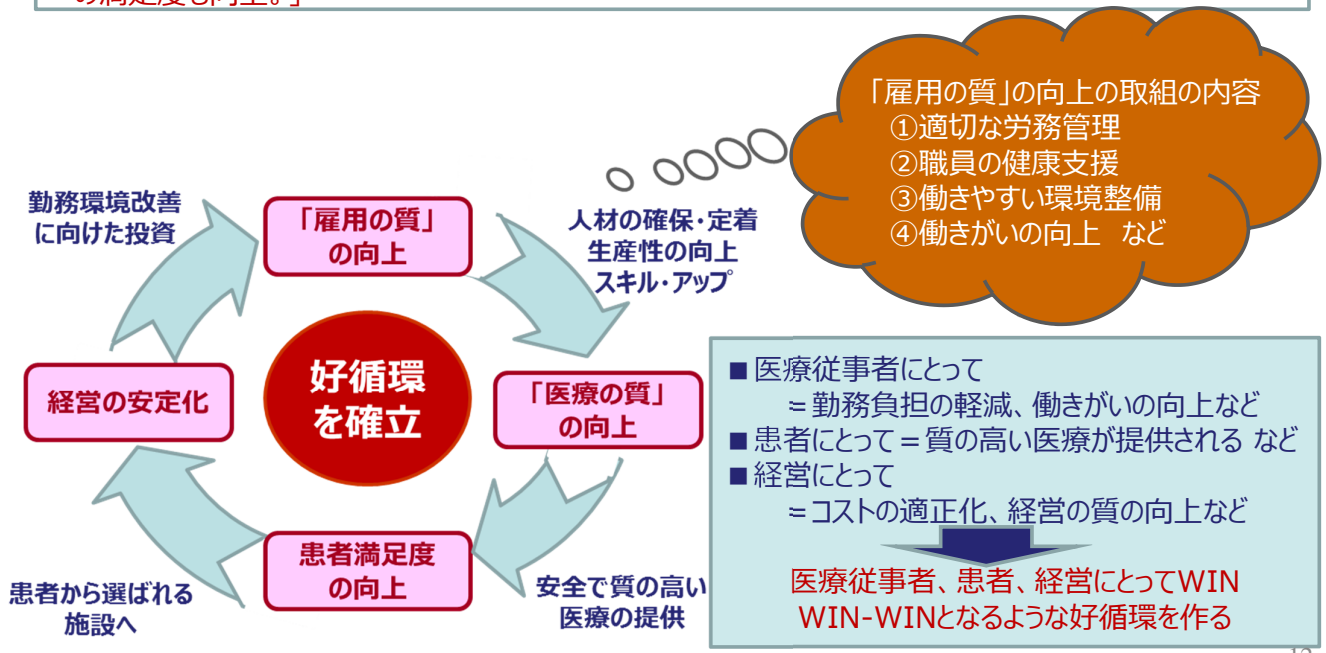 の満足度も向上。」
「雇用の質」の向上の取組の内容
①適切な労務管理
②職員の健康支援
③働きやすい環境整備
④働きがいの向上 など
勤務環境改善
に向けた投資
「雇用の質」
の向上
人材の確保・定着
生産性の向上
スキル・アップ
経営の安定化
好循環
を確立
「医療の質」
の向上
患者満足度
の向上
患者から選ばれる
施設へ
安全で質の高い
医療の提供
■医療従事者にとって
＝勤務負担の軽減、働きがいの向上など
■患者にとって＝質の高い医療が提供される など
■経営にとって
＝コストの適正化、経営の質の向上など
医療従事者、患者、経営にとってWIN
WIN-WINとなるような好循環を作る